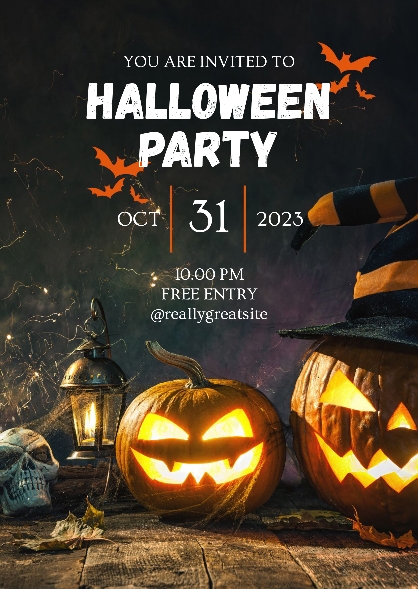 YOU ARE INVITED TO
HALLOWEEN
PARTY
OCT 31 2023
10.00 PM
FREE ENTRY
@reallygreatsite